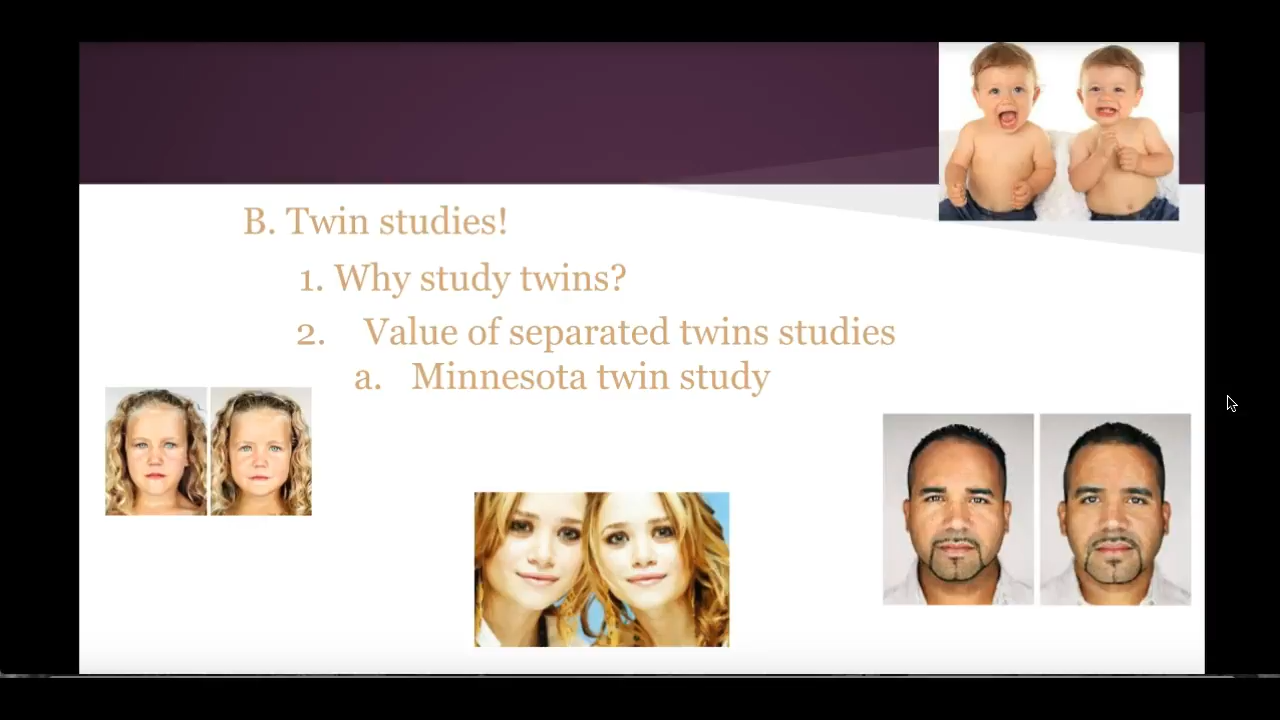 B. Twin studies!
1. Why study twins?
2. Value of separated twins studies
a. Minnesota twin study